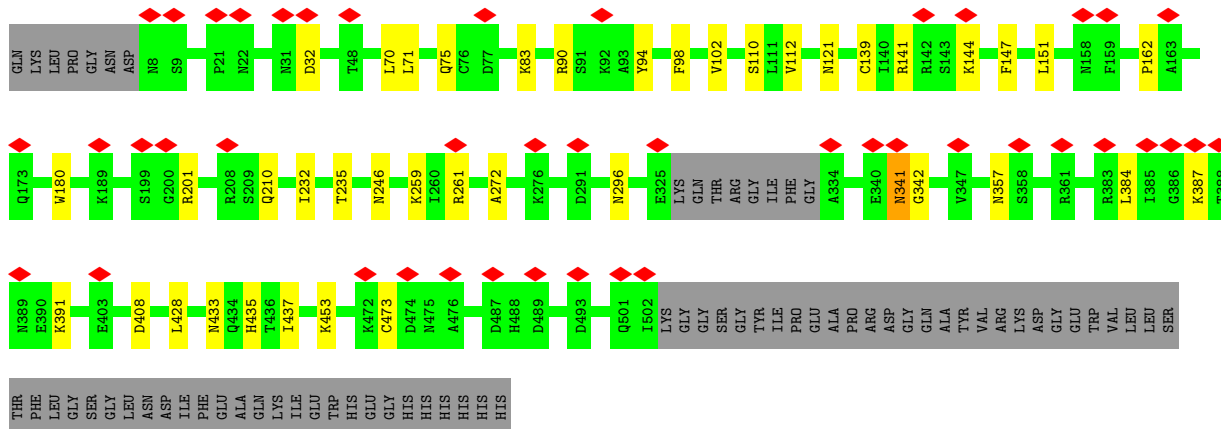 GLN LYS LEU PRO GLY ASN ASP N8 S9 P21 N22 N31 D32 T48 L70 L71 Q75 C76 D77 K83 R90 S91 K92 A93 Y94 F98 V102 S110 L111 V112 N121 C139 I140 R141 R142 S143 K144 F147 L151 N158 F159 P162 A163
Q173 W180 K189 S199 G200 R201 R208 S209 Q210 I232 T235 N246 K259 I260 R261 A272 K276 D291 N296 E325 LYS GLN THR ARG GLY ILE PHE GLY A334 E340 N341 G342 V347 N357 S358 R361 R383 L384 I385 G386 K387 T388
N389 E390 K391 E403 D408 L428 N433 Q434 H435 T436 I437 K453 K472 C473 D474 N475 A476 D487 H488 D489 D493 Q501 I502 LYS GLY GLY SER GLY TYR ILE PRO GLU ALA PRO ARG ASP GLY GLN ALA TYR VAL ARG LYS ASP GLY GLU TRP VAL LEU LEU SER
THR PHE LEU GLY SER GLY LEU ASN ASP ILE PHE GLU ALA GLN LYS ILE GLU TRP HIS GLU GLY HIS HIS HIS HIS HIS HIS